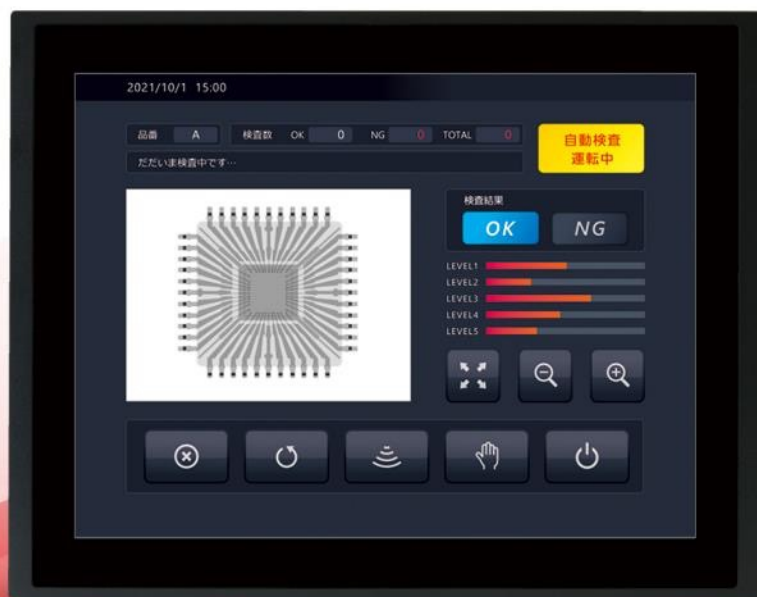 2021/10/1 15:00
品番 A 検査数 OK 0 NG 0 TOTAL 0
自動検査
運転中
だだいま検査中です…
検査結果
OK NG
LEVEL1
LEVEL2
LEVEL3
LEVEL4
LEVEL5